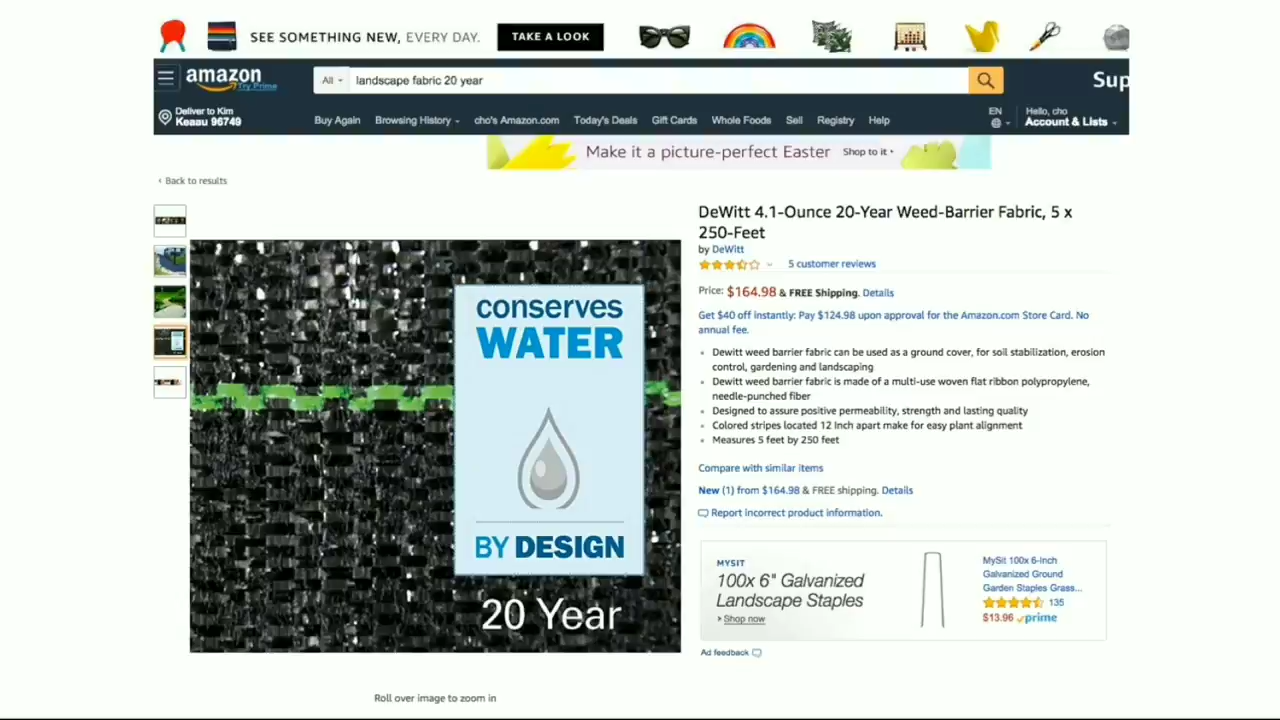 SEE SOMETHING NEW, EVERY DAY. TAKE A LOOK
amazon
Try Prime
All
landscape fabric 20 year
Sup
Deliver to Kim
Keaau 96749
Buy Again Browsing History cho's Amazon.com Today's Deals Gift Cards Whole Foods Sell Registry Help
EN
Hello, cho
Account & Lists
Make it a picture-perfect Easter Shop to it
‹ Back to results
DeWitt 4.1-Ounce 20-Year Weed-Barrier Fabric, 5 x
250-Feet
by DeWitt
5 customer reviews
Price: $164.98 & FREE Shipping. Details
Get $40 off instantly: Pay $124.98 upon approval for the Amazon.com Store Card. No
annual fee.
Dewitt weed barrier fabric can be used as a ground cover, for soil stabilization, erosion
control, gardening and landscaping
Dewitt weed barrier fabric is made of a multi-use woven flat ribbon polypropylene,
needle-punched fiber
Designed to assure positive permeability, strength and lasting quality
Colored stripes located 12 Inch apart make for easy plant alignment
Measures 5 feet by 250 feet
Compare with similar items
New (1) from $164.98 & FREE shipping. Details
Report incorrect product information.
conserves
WATER
BY DESIGN
20 Year
MYSIT
100x 6" Galvanized
Landscape Staples
Shop now
MySit 100x 6-Inch
Galvanized Ground
Garden Staples Grass...
135
$13.96 prime
Ad feedback
Roll over image to zoom in